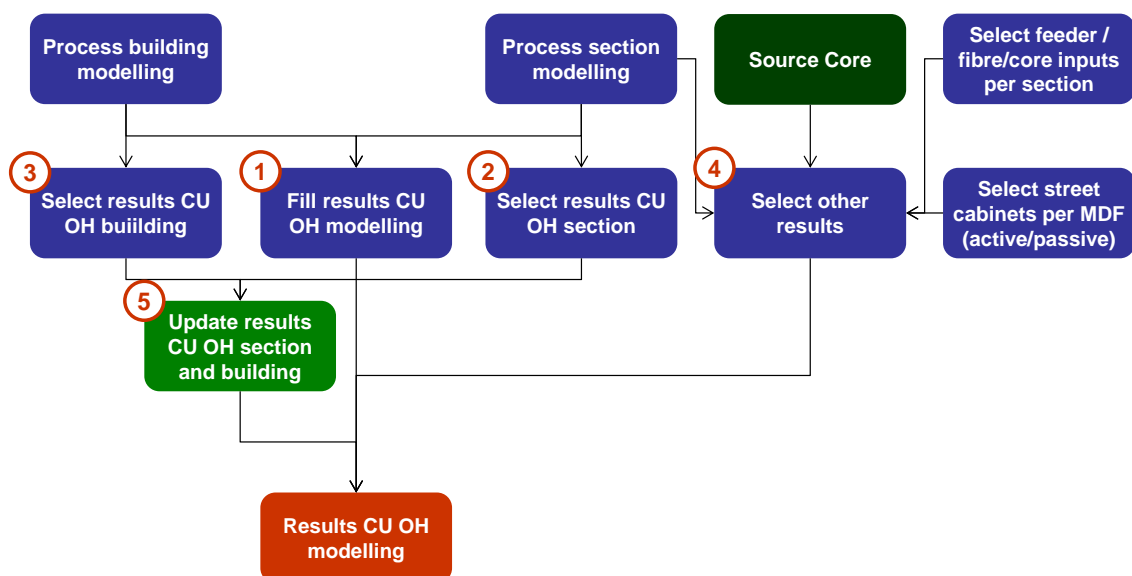 Process building
modelling
Process section
modelling
Source Core
Select feeder /
fibre/core inputs
per section
3
Select results CU
OH buiilding
1
Fill results CU
OH modelling
2
Select results CU
OH section
4
Select other
results
Select street
cabinets per MDF
(active/passive)
5
Update results
CU OH section
and building
Results CU OH
modelling